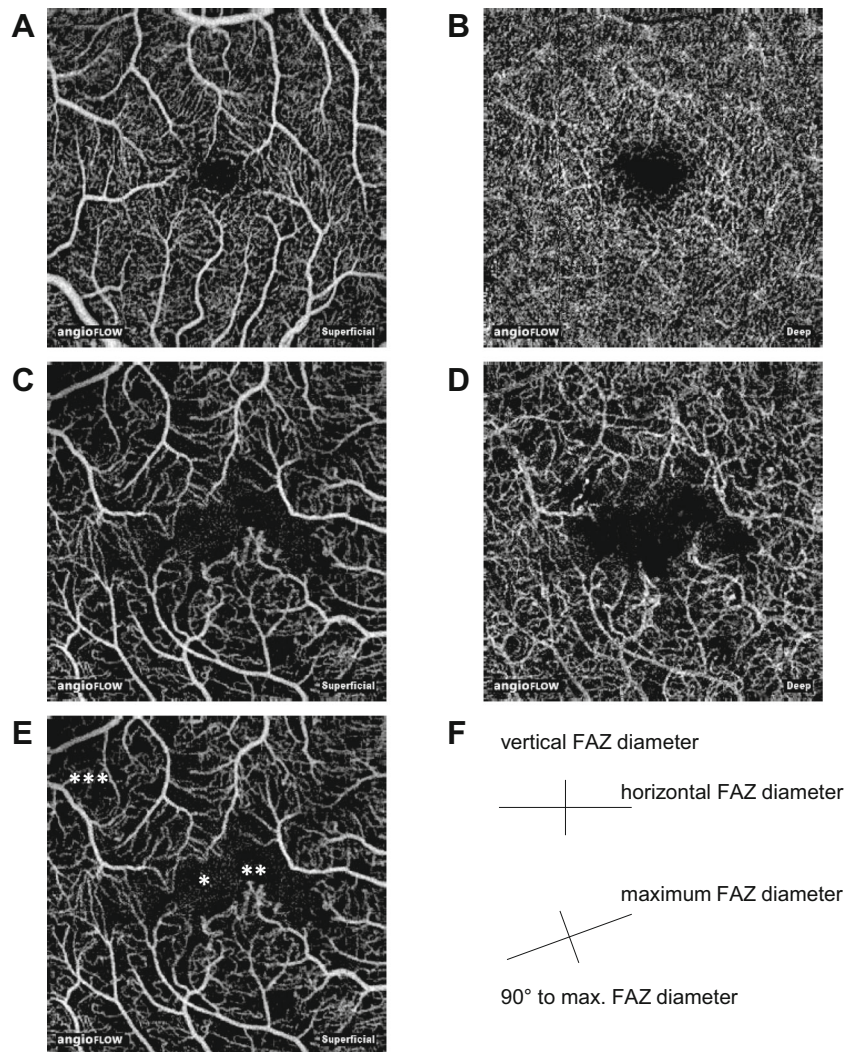 A
B
angioFLOW
Superficial
angioFLOW
Deep
C
D
angioFLOW
Superficial
angioFLOW
Deep
E
F
***
*
**
angioFLOW
Superficial
vertical FAZ diameter
horizontal FAZ diameter
maximum FAZ diameter
90° to max. FAZ diameter